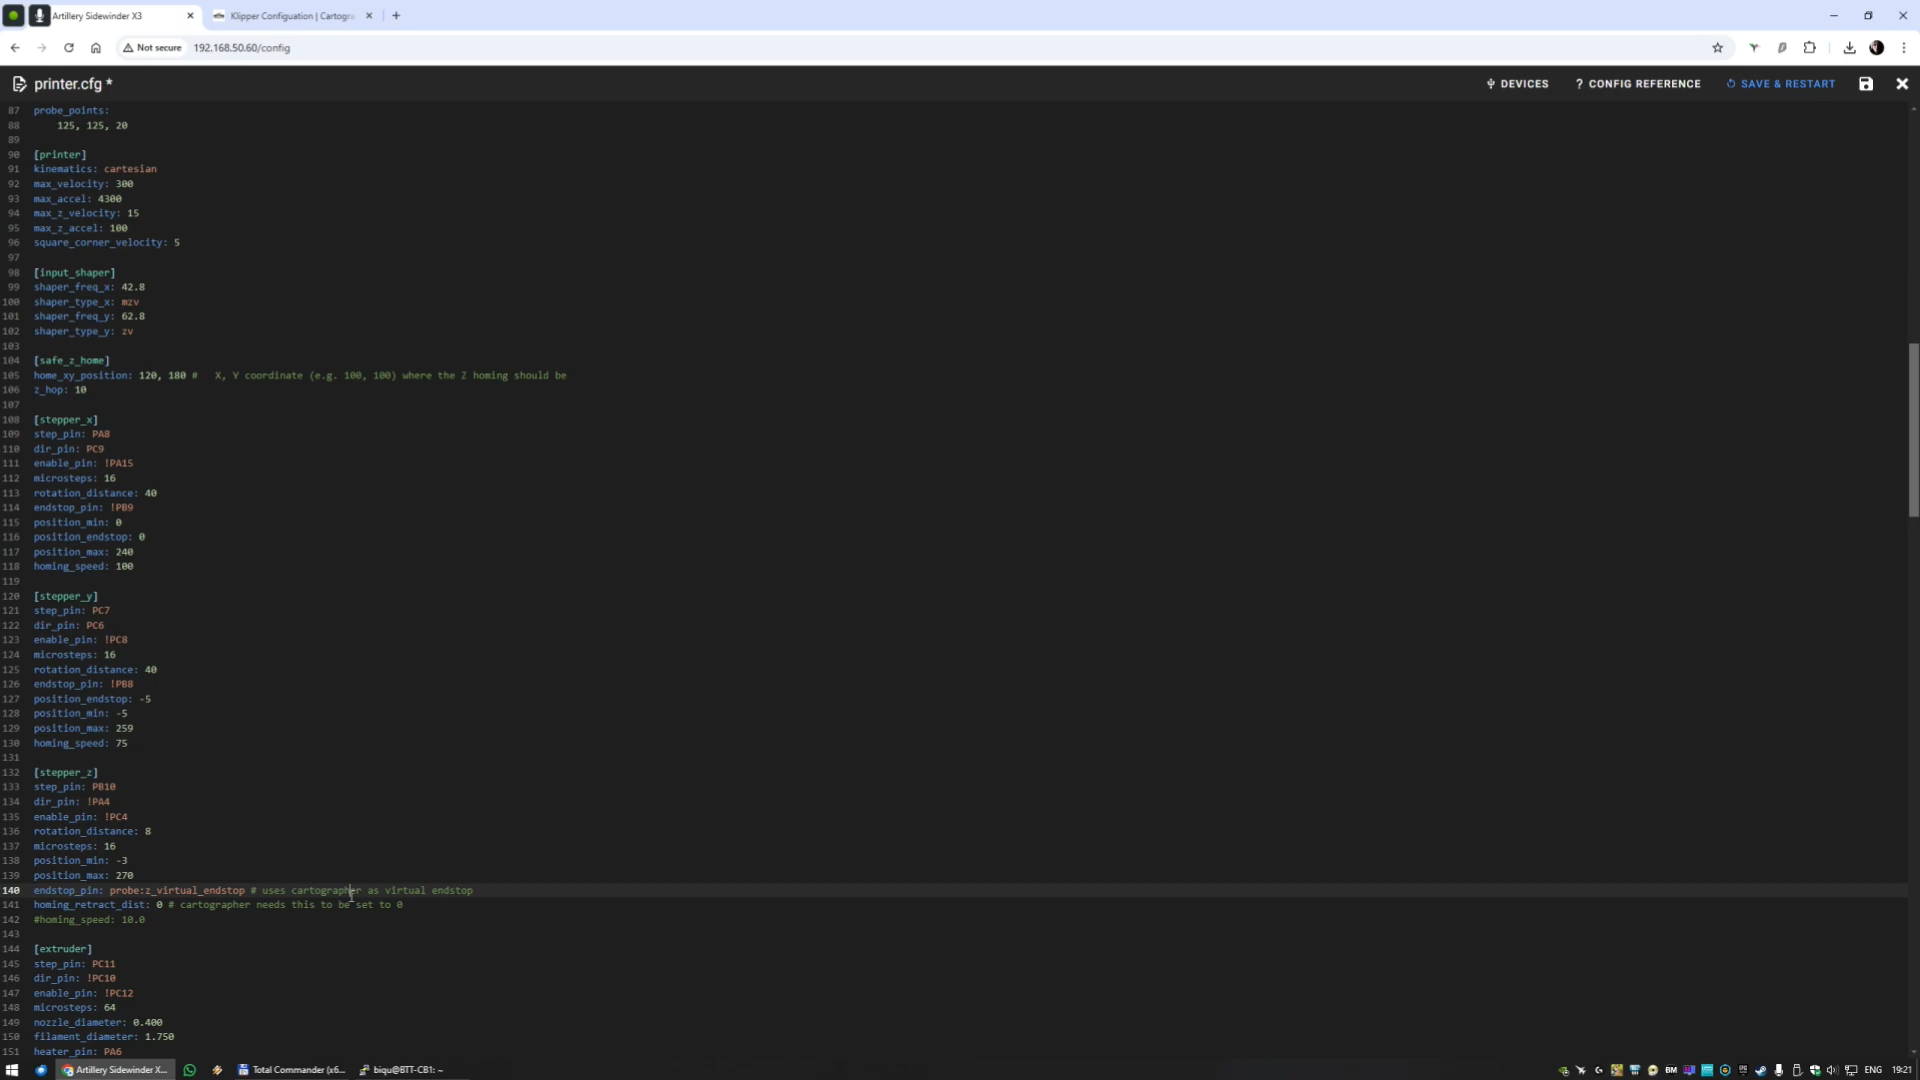 Artillery Sidewinder X3
Klipper Configuation | Cartogra
Not secure
192.168.50.60/config
printer.cfg *
DEVICES
? CONFIG REFERENCE
SAVE & RESTART
87 probe_points:
88 125, 125, 20
89
90 [printer]
91 kinematics: cartesian
92 max_velocity: 300
93 max_accel: 4300
94 max_z_velocity: 15
95 max_z_accel: 100
96 square_corner_velocity: 5
97
98 [input_shaper]
99 shaper_freq_x: 42.8
100 shaper_type_x: mzv
101 shaper_freq_y: 62.8
102 shaper_type_y: zv
103
104 [safe_z_home]
105 home_xy_position: 120, 180 # X, Y coordinate (e.g. 100, 100) where the Z homing should be
106 z_hop: 10
107
108 [stepper_x]
109 step_pin: PA8
110 dir_pin: PC9
111 enable_pin: !PA15
112 microsteps: 16
113 rotation_distance: 40
114 endstop_pin: !PB9
115 position_min: 0
116 position_endstop: 0
117 position_max: 240
118 homing_speed: 100
119
120 [stepper_y]
121 step_pin: PC7
122 dir_pin: PC6
123 enable_pin: !PC8
124 microsteps: 16
125 rotation_distance: 40
126 endstop_pin: !PB8
127 position_endstop: -5
128 position_min: -5
129 position_max: 259
130 homing_speed: 75
131
132 [stepper_z]
133 step_pin: PB10
134 dir_pin: !PA4
135 enable_pin: !PC4
136 rotation_distance: 8
137 microsteps: 16
138 position_min: -3
139 position_max: 270
140 endstop_pin: probe:z_virtual_endstop # uses cartographer as virtual endstop
141 homing_retract_dist: 0 # cartographer needs this to be set to 0
142 #homing_speed: 10.0
143
144 [extruder]
145 step_pin: PC11
146 dir_pin: !PC10
147 enable_pin: !PC12
148 microsteps: 64
149 nozzle_diameter: 0.400
150 filament_diameter: 1.750
151 heater_pin: PA6
Artillery Sidewinder X...
Total Commander (x6...
biqu@BTT-CB1: ~
BM
ENG
19:21